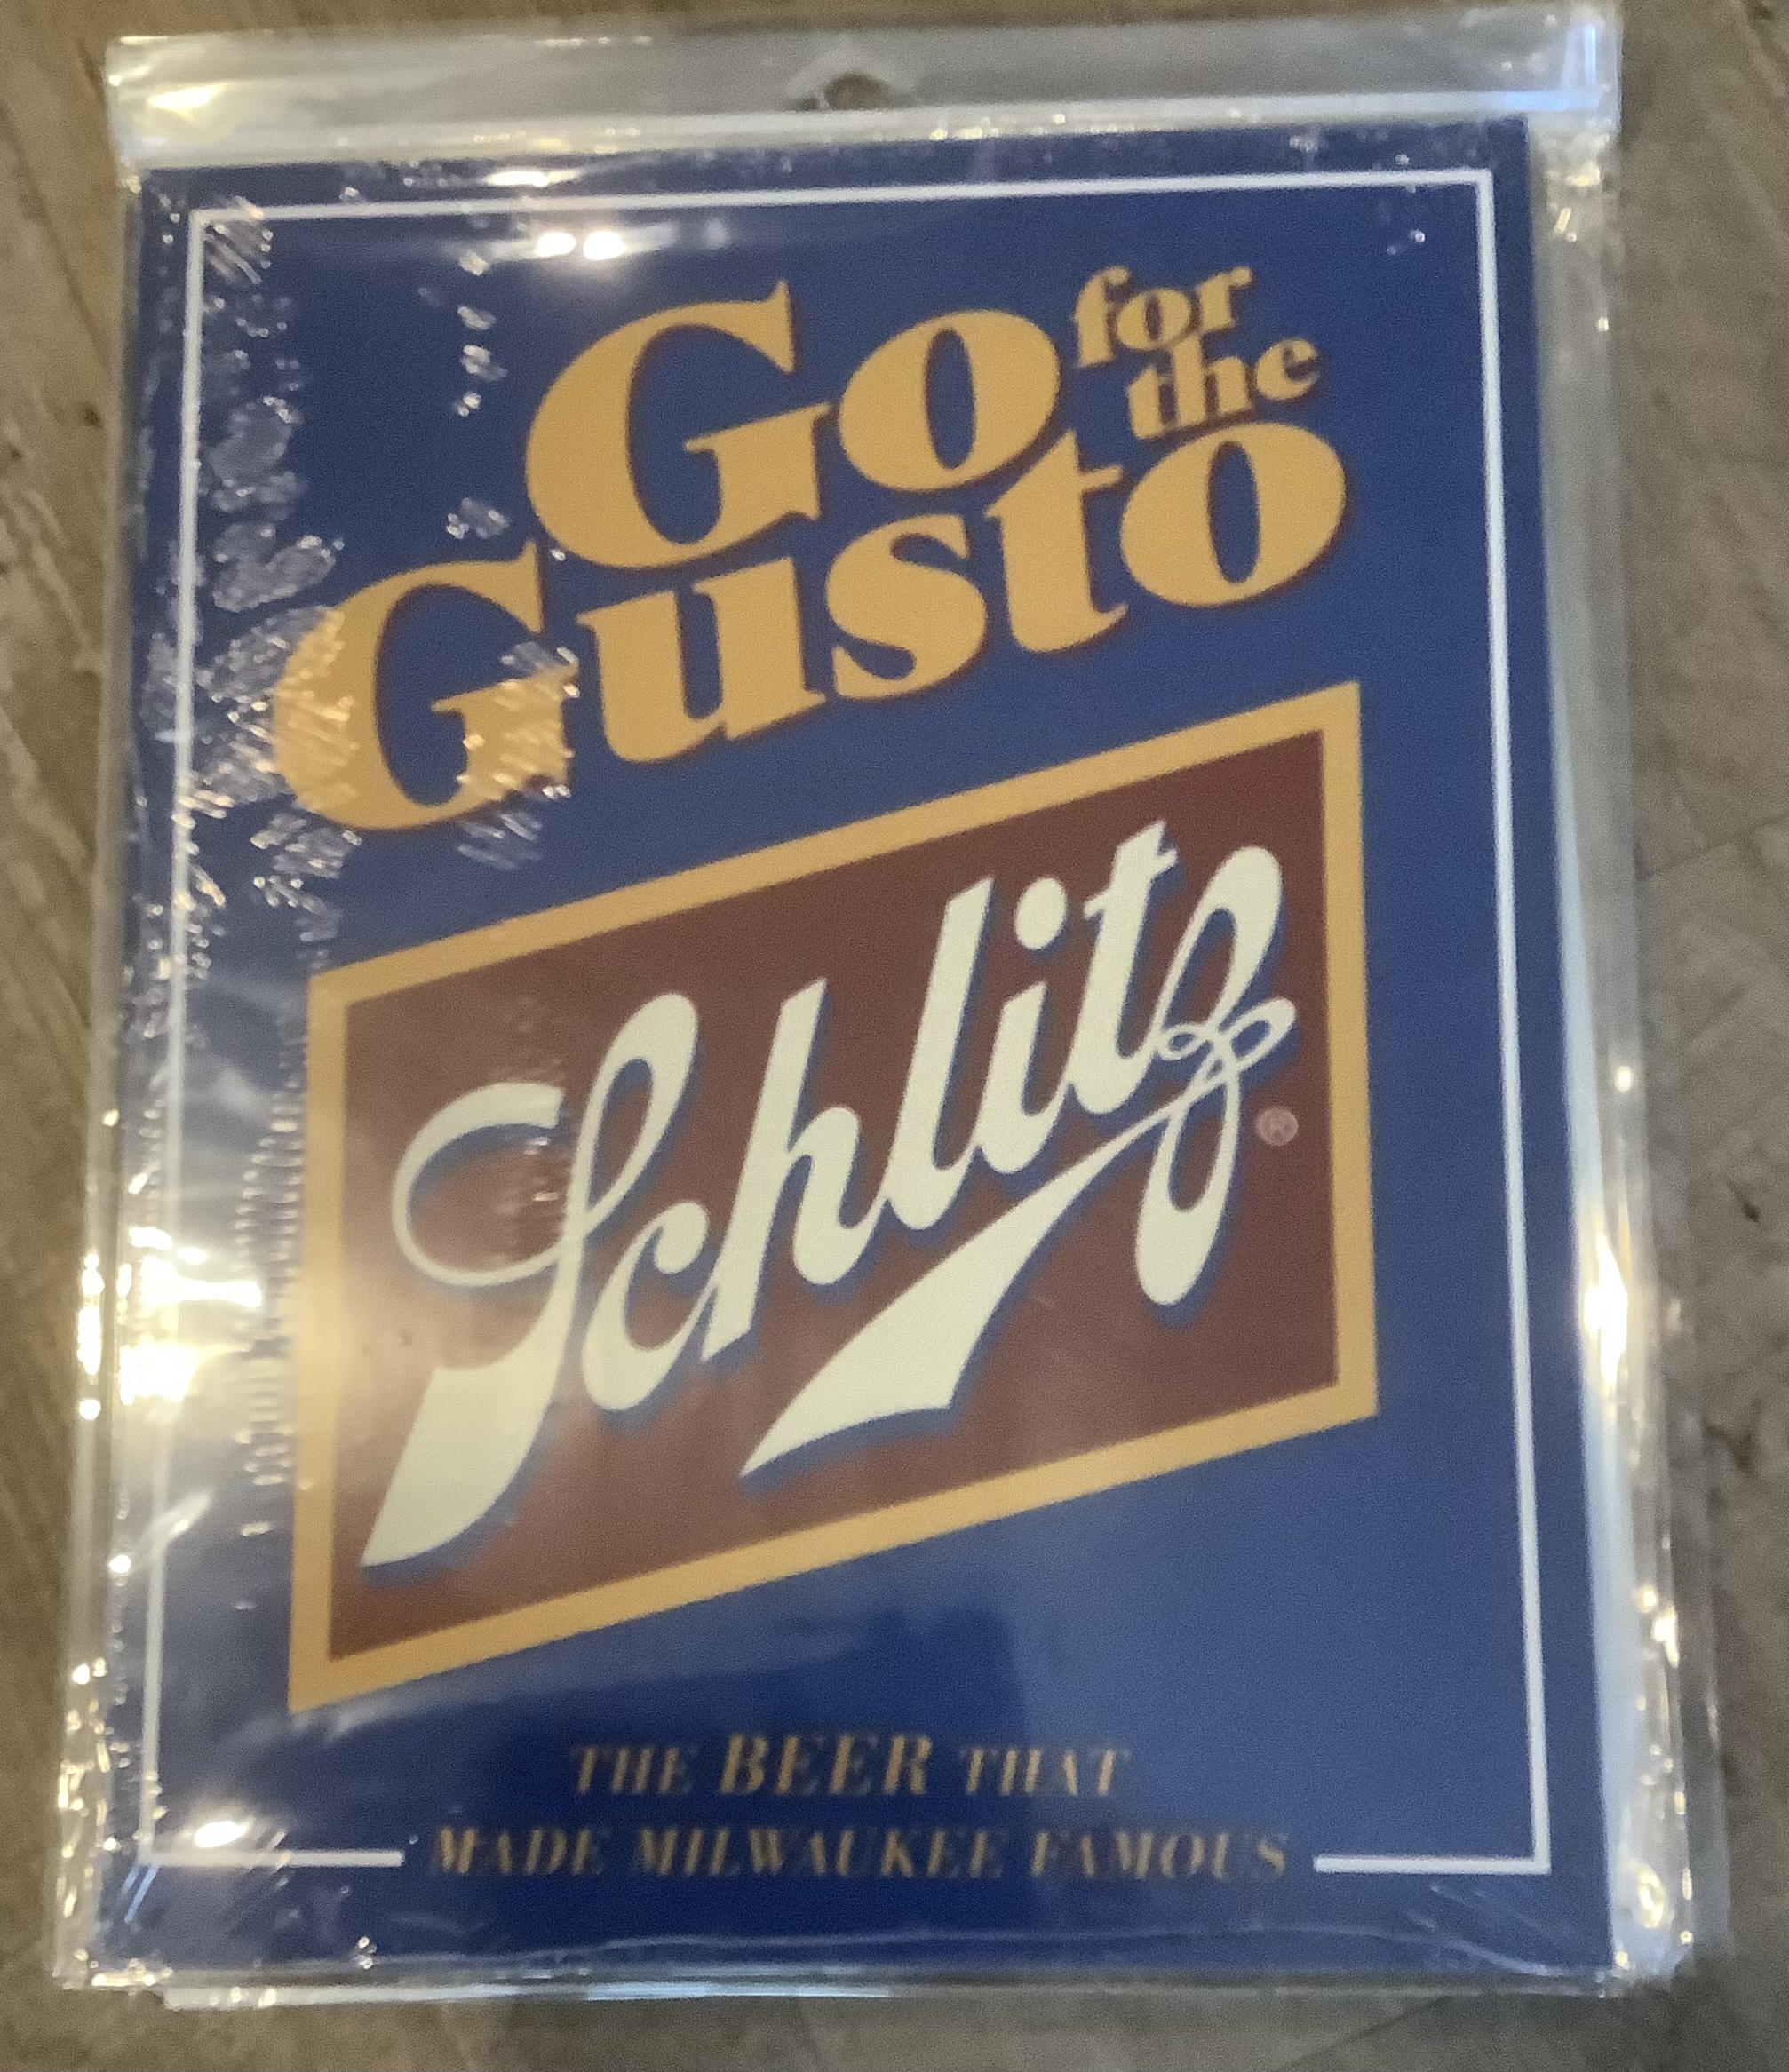 Go for the
Gusto
Schlitz
®
THE BEER THAT
MADE MILWAUKEE FAMOUS